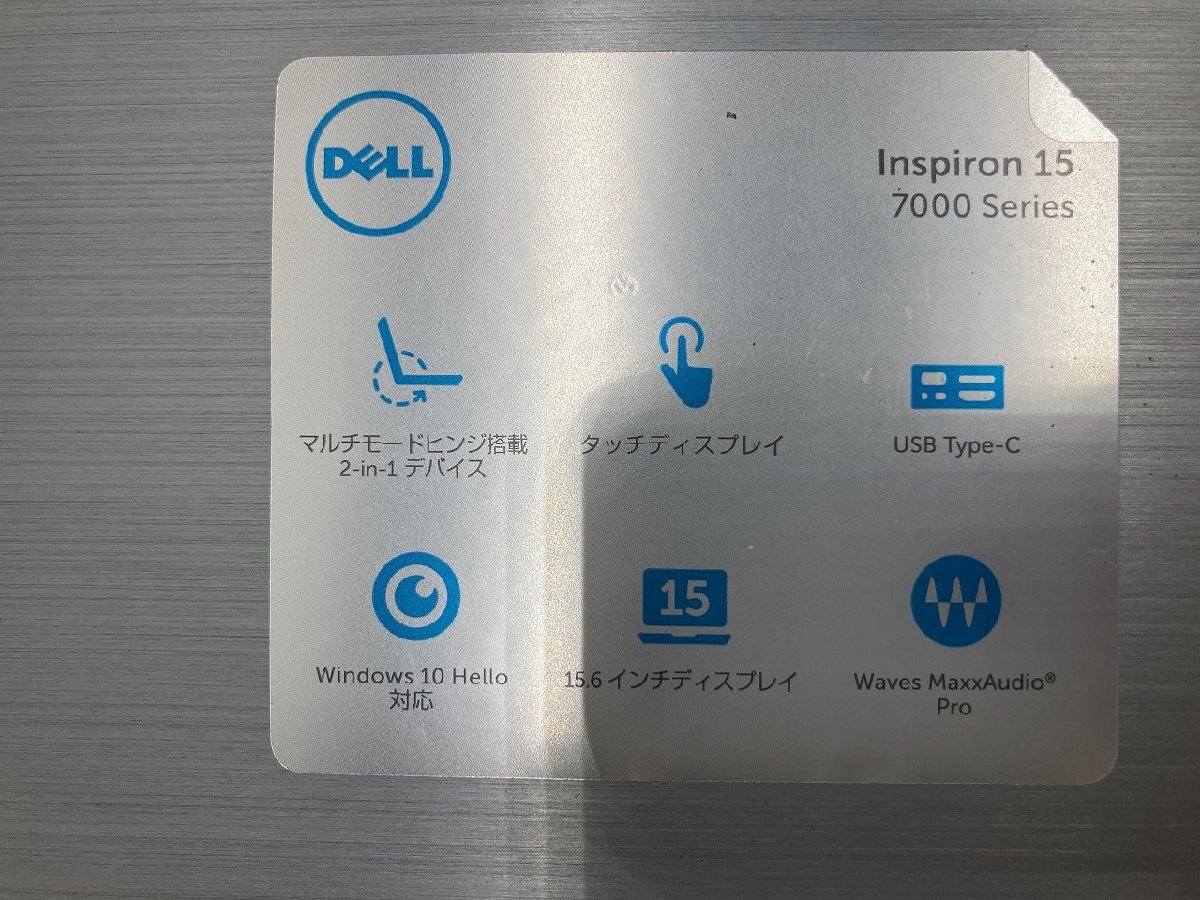 DELL
Inspiron 15
7000 Series
マルチモードヒンジ搭載
2-in-1 デバイス
タッチディスプレイ
USB Type-C
Windows 10 Hello
対応
15
15.6 インチディスプレイ
Waves MaxxAudio®
Pro